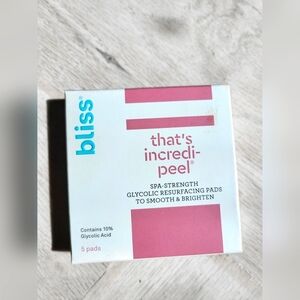 bliss®
that's
incredi-
peel®
SPA-STRENGTH
GLYCOLIC RESURFACING PADS
TO SMOOTH & BRIGHTEN
Contains 10%
Glycolic Acid
5 pads